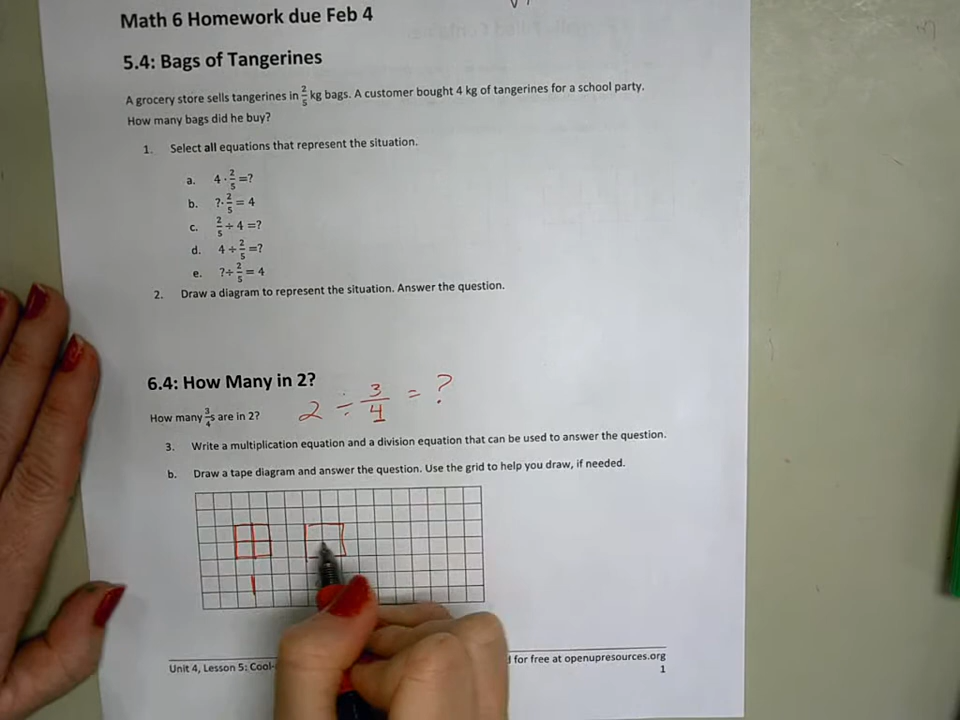 Math 6 Homework due Feb 4
5.4: Bags of Tangerines
A grocery store sells tangerines in 2/5 kg bags. A customer bought 4 kg of tangerines for a school party.
How many bags did he buy?
1. Select all equations that represent the situation.
a. 4 · 2/5 =?
b. ?· 2/5 = 4
c. 2/5 ÷ 4 =?
d. 4 ÷ 2/5 =?
e. ?÷ 2/5 = 4
2. Draw a diagram to represent the situation. Answer the question.
6.4: How Many in 2?
How many 3/4s are in 2? 2 ÷ 3/4 = ?
3. Write a multiplication equation and a division equation that can be used to answer the question.
b. Draw a tape diagram and answer the question. Use the grid to help you draw, if needed.
Unit 4, Lesson 5: Cool- for free at openupresources.org
1